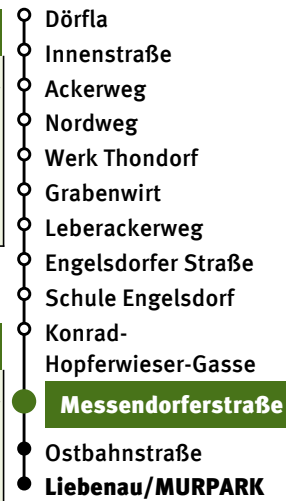 Dörfla
Innenstraße
Ackerweg
Nordweg
Werk Thondorf
Grabenwirt
Leberackerweg
Engelsdorfer Straße
Schule Engelsdorf
Konrad-
Hopferwieser-Gasse
Messendorferstraße
Ostbahnstraße
Liebenau/MURPARK